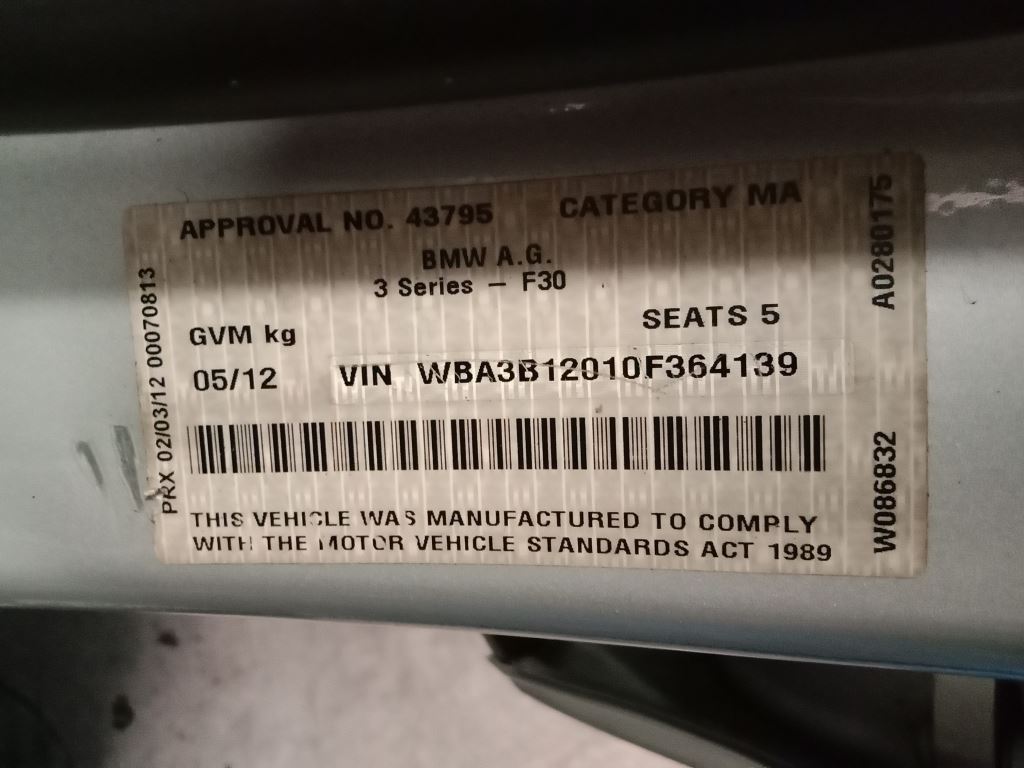 APPROVAL NO. 43795 CATEGORY MA
BMW A.G.
3 Series – F30
GVM kg SEATS 5
05/12 VIN WBA3B12010F364139
THIS VEHICLE WAS MANUFACTURED TO COMPLY
WITH THE MOTOR VEHICLE STANDARDS ACT 1989
PRX 02/03/12 00070813
A0280175
W086832